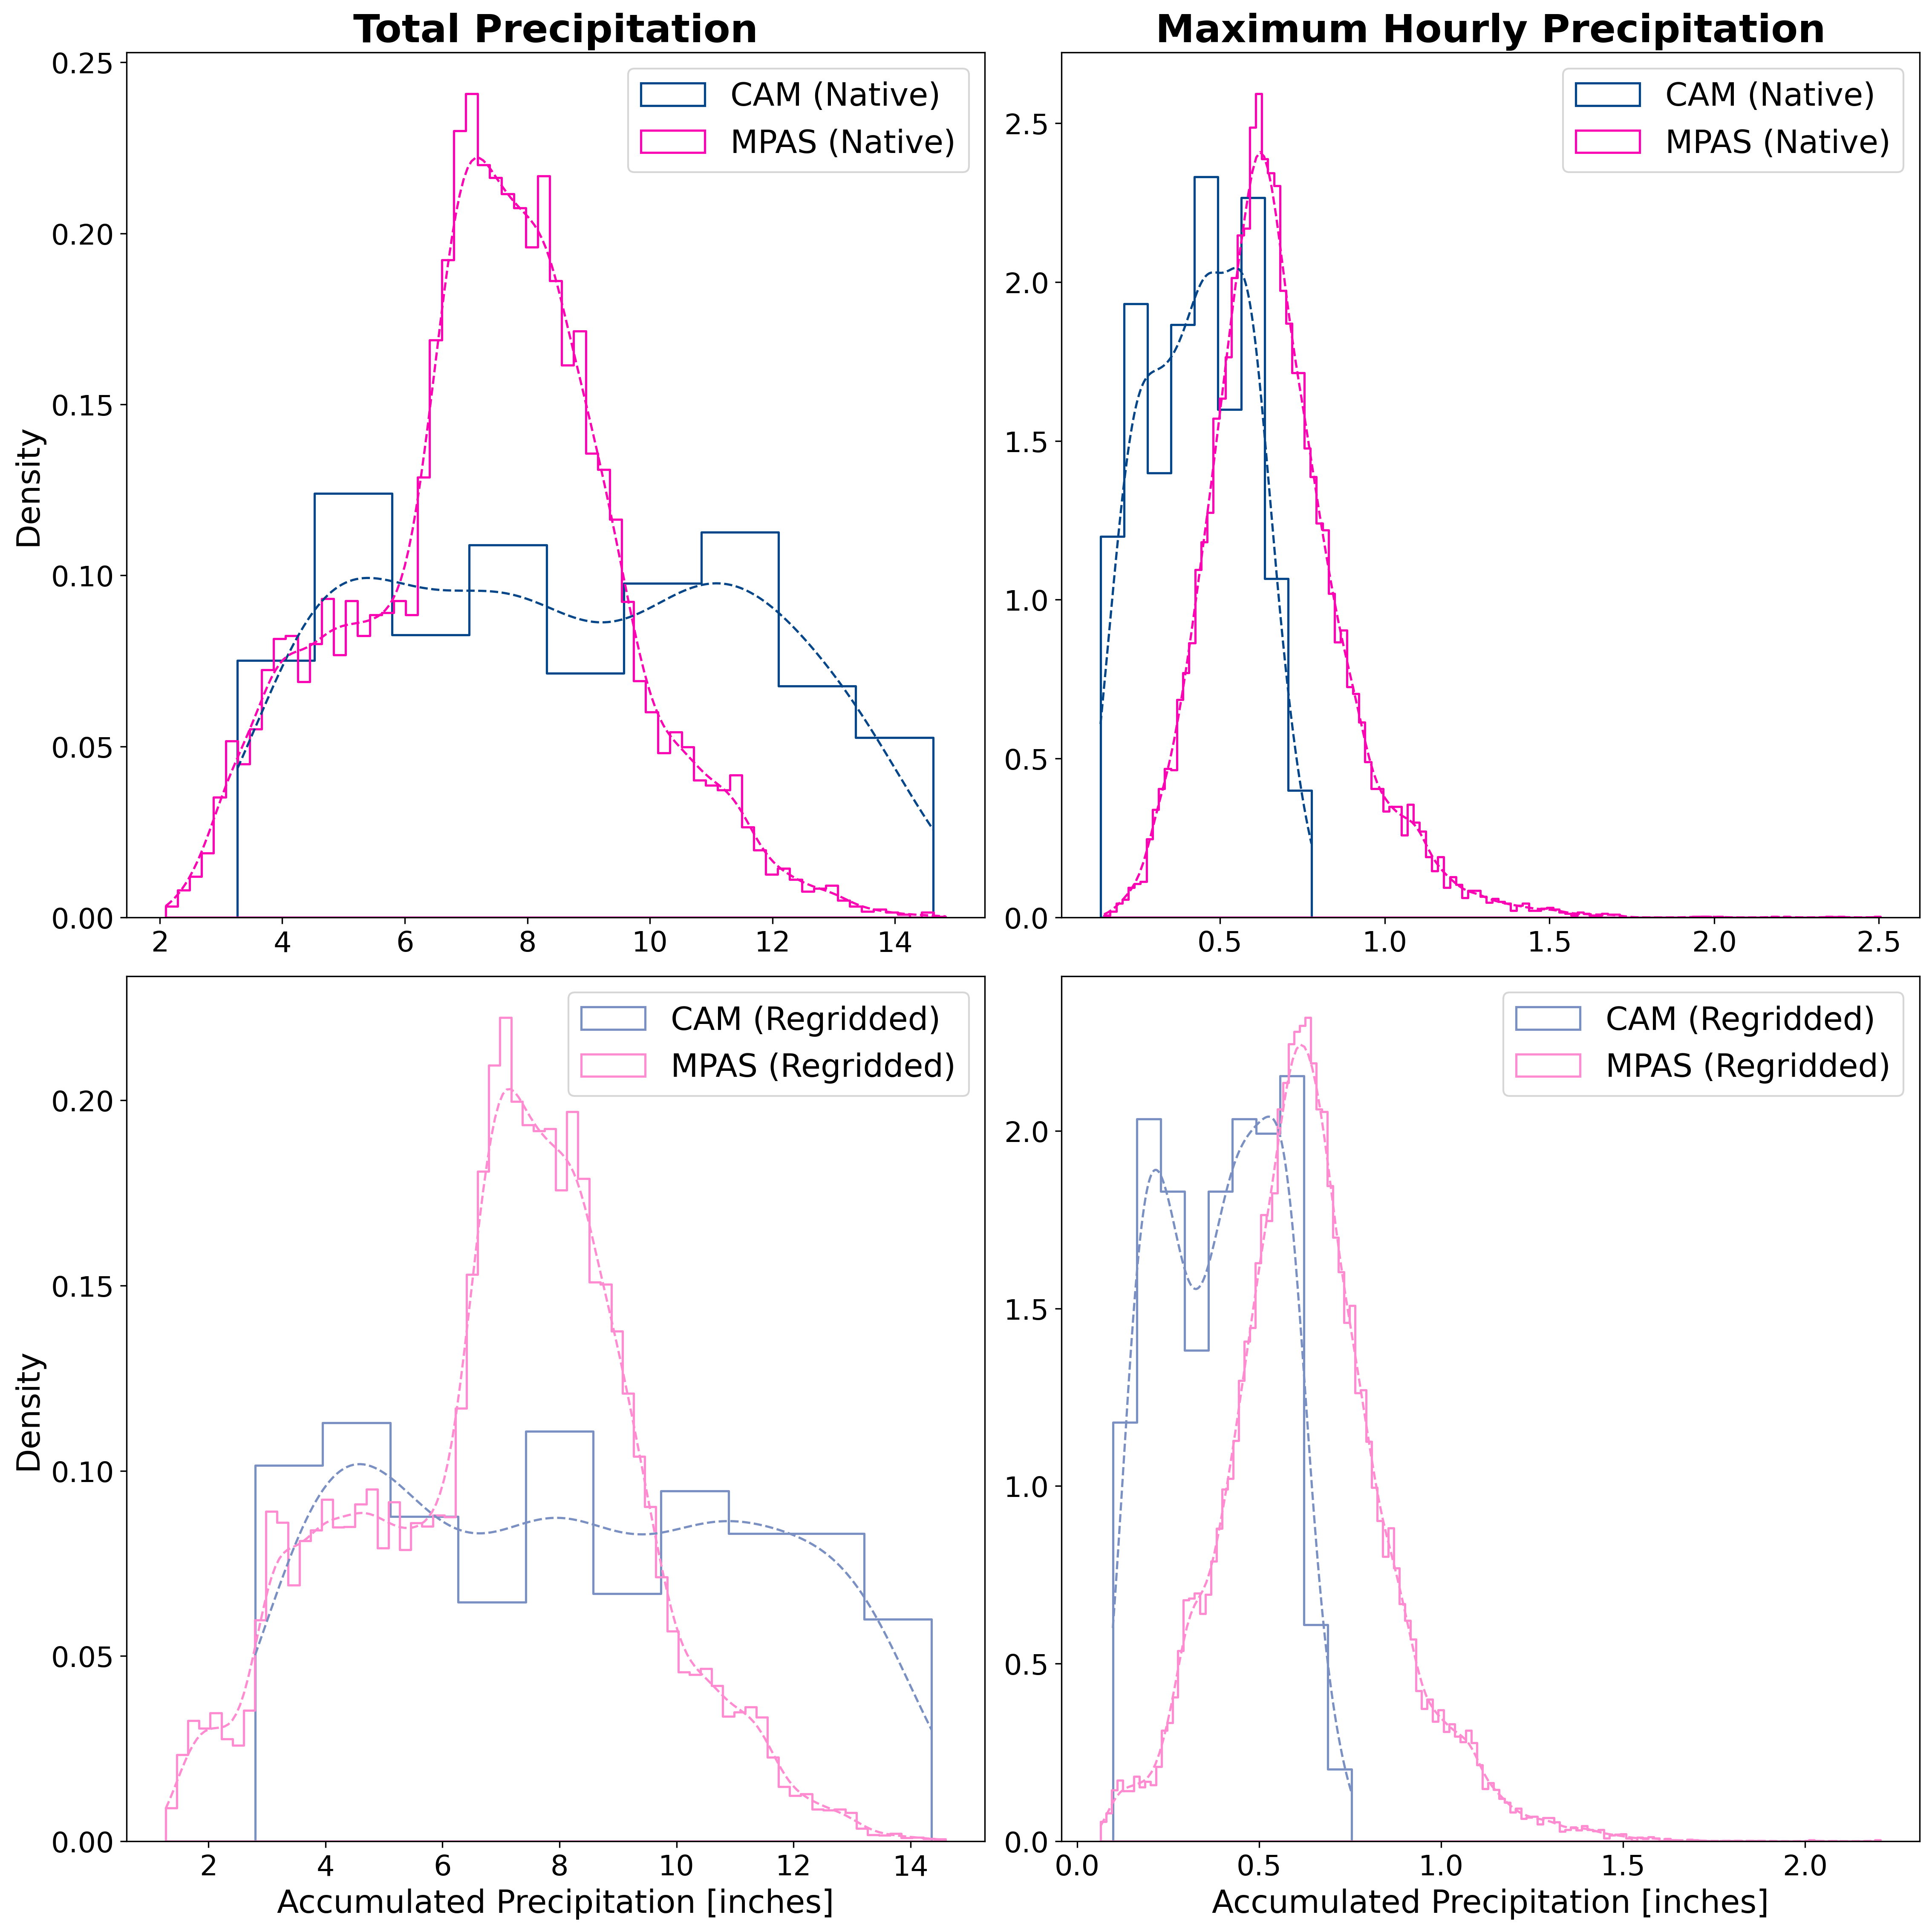 Total Precipitation
Maximum Hourly Precipitation
CAM (Native)
MPAS (Native)
0.25
0.20
0.15
0.10
0.05
0.00
Density
2 4 6 8 10 12 14
CAM (Native)
MPAS (Native)
2.5
2.0
1.5
1.0
0.5
0.0
0.5 1.0 1.5 2.0 2.5
CAM (Regridded)
MPAS (Regridded)
0.20
0.15
0.10
0.05
0.00
Density
2 4 6 8 10 12 14
Accumulated Precipitation [inches]
CAM (Regridded)
MPAS (Regridded)
2.0
1.5
1.0
0.5
0.0
0.0 0.5 1.0 1.5 2.0
Accumulated Precipitation [inches]